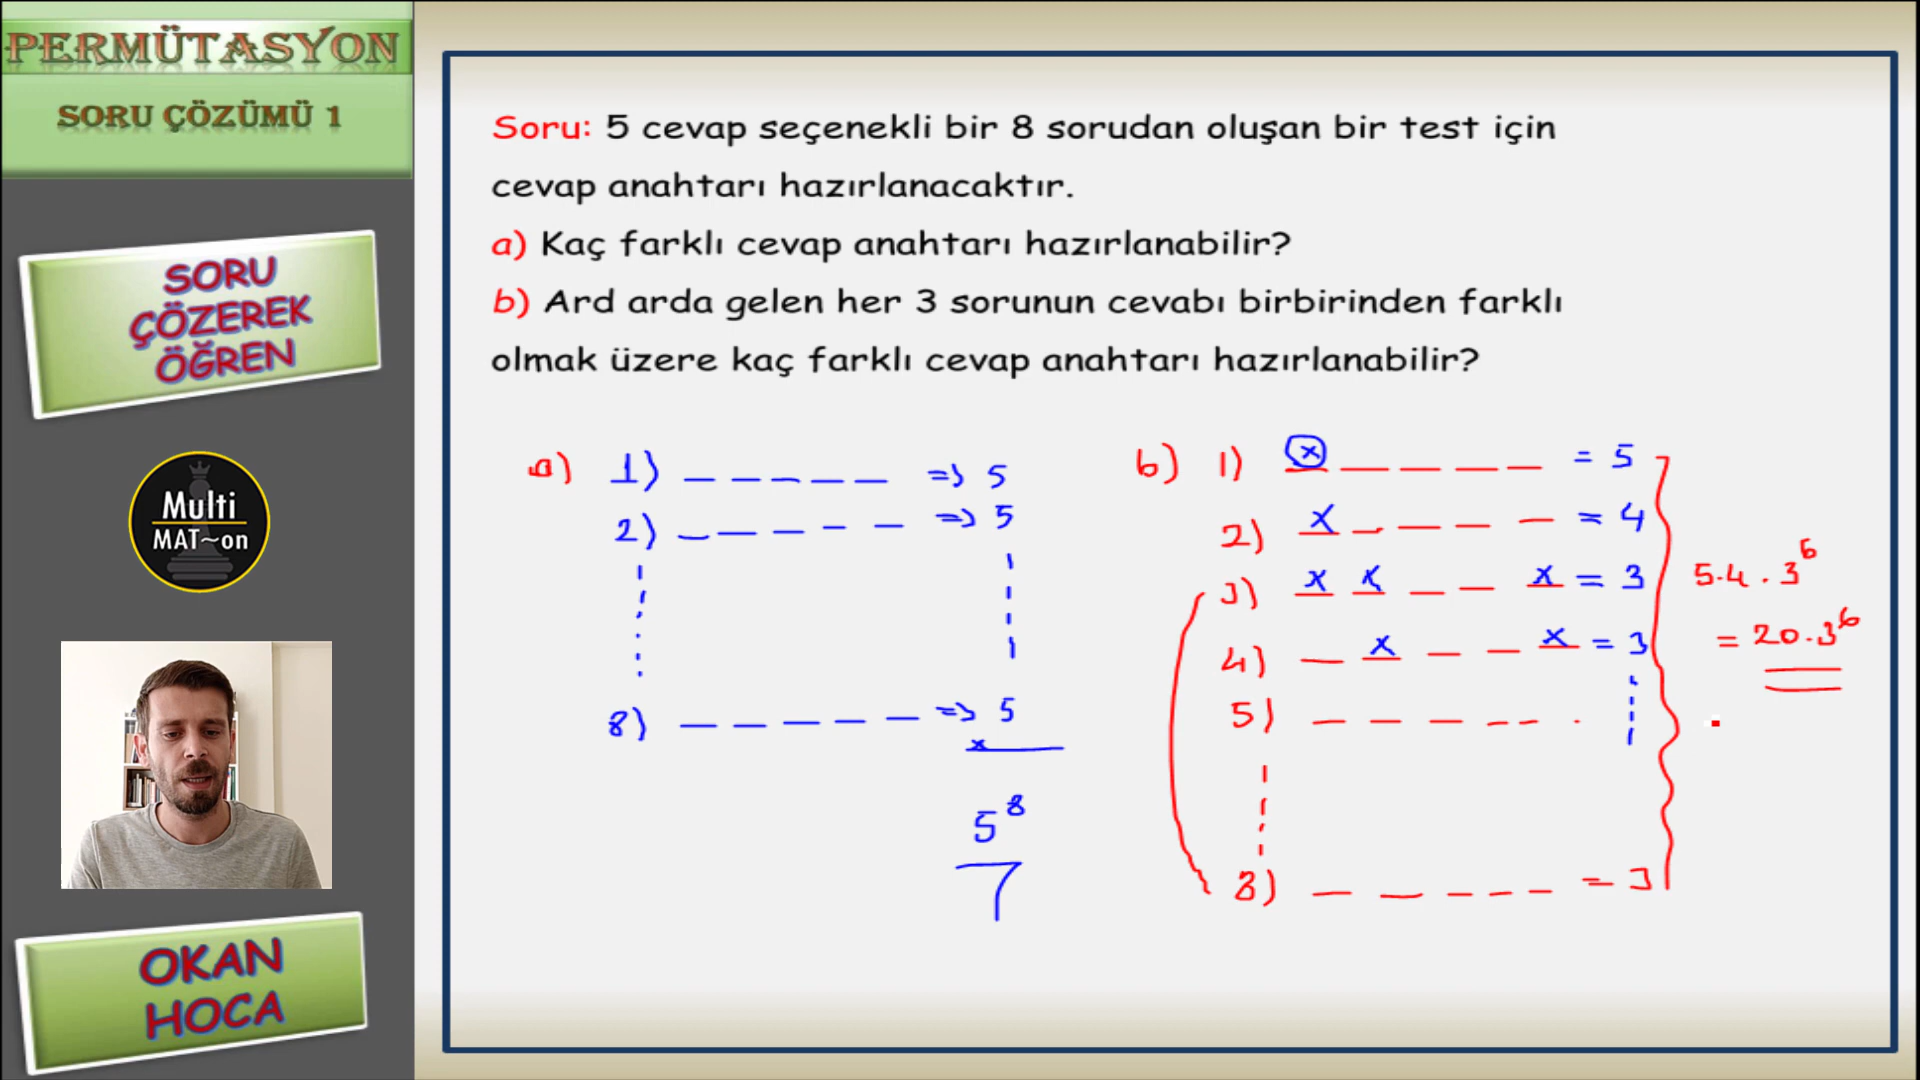 PERMÜTASYON
SORU ÇÖZÜMÜ 1
SORU
ÇÖZEREK
ÖĞREN
Multi
MAT~on
OKAN
HOCA
Soru: 5 cevap seçenekli bir 8 sorudan oluşan bir test için
cevap anahtarı hazırlanacaktır.
a) Kaç farklı cevap anahtarı hazırlanabilir?
b) Ard arda gelen her 3 sorunun cevabı birbirinden farklı
olmak üzere kaç farklı cevap anahtarı hazırlanabilir?
a) 1) _ _ _ _ _ => 5
2) _ _ _ _ _ => 5
8) _ _ _ _ _ => 5
x
5^8
b) 1) x _ _ _ _ = 5
2) x _ _ _ _ = 4
3) x x _ _ x = 3
4) _ x _ _ x = 3
5) _ _ _ _ _
8) _ _ _ _ _ = 3
5.4.3^6
= 20.3^6